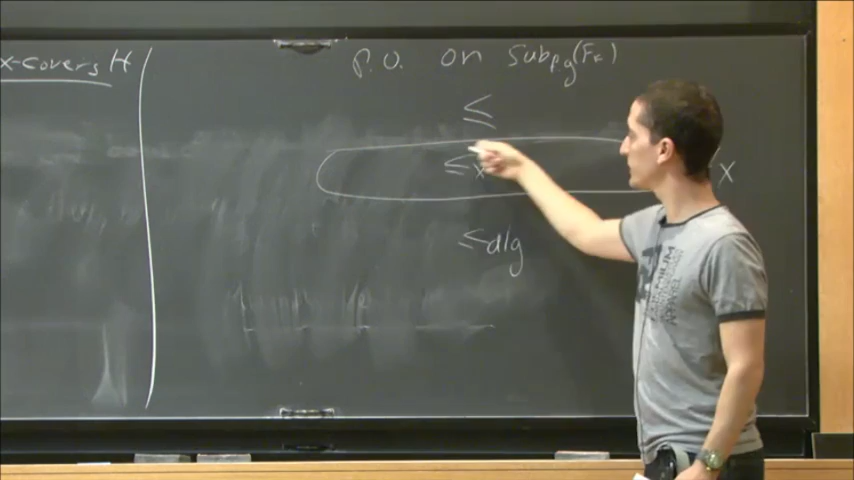 x-covers H
P.O. on Subf.g(Fk)
≤
≤x
x
≤alg